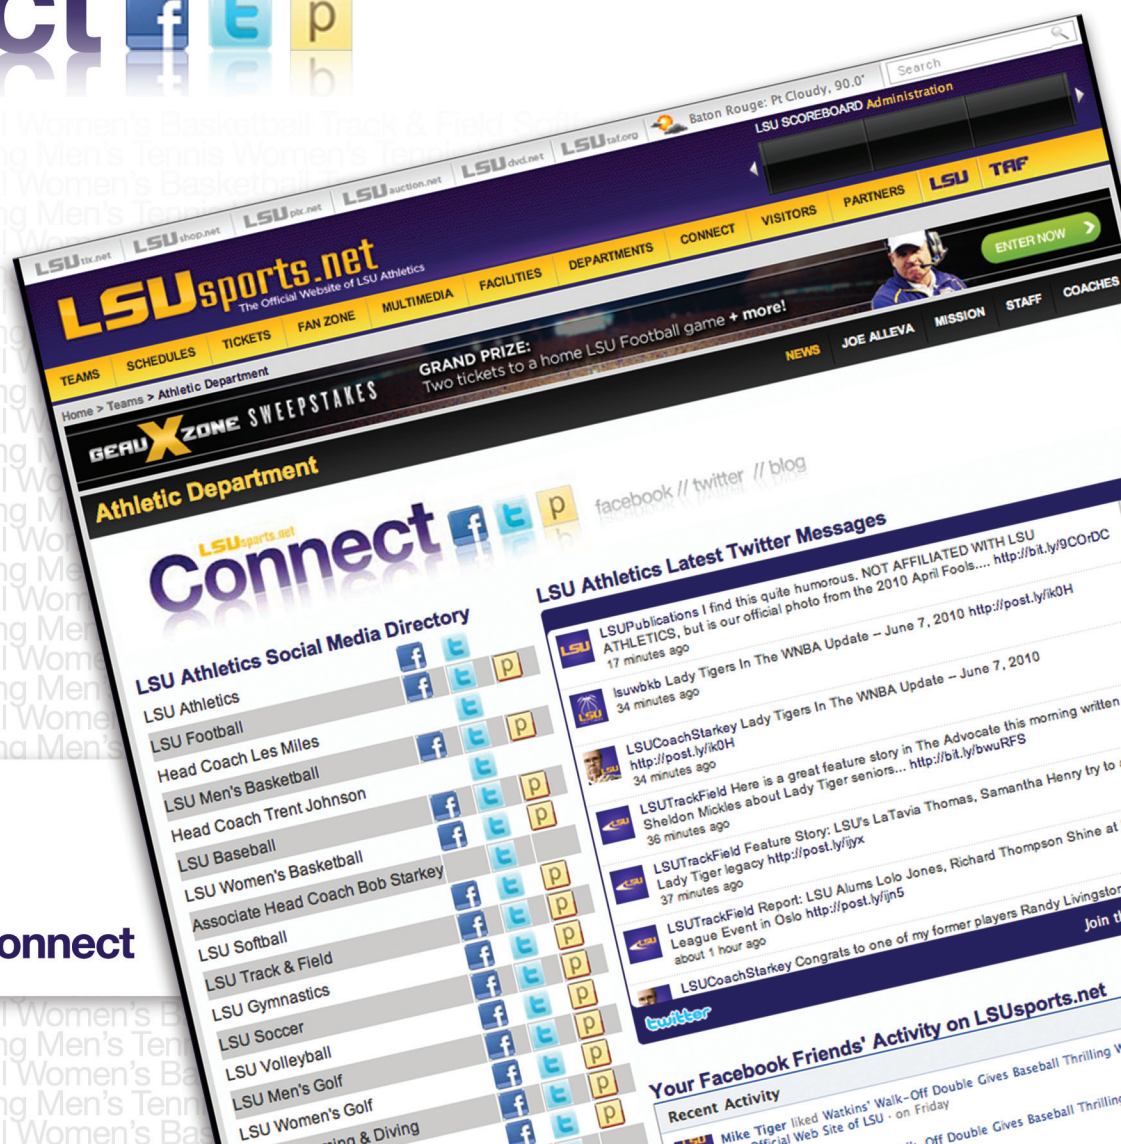 ct f t p
LSUtix.net LSUshop.net LSUpix.net LSUauction.net LSUdvd.net LSUtaf.org Baton Rouge: Pt Cloudy, 90.0° Search
LSU SCOREBOARD Administration
LSUsports.net
The Official Website of LSU Athletics
TEAMS SCHEDULES TICKETS FAN ZONE MULTIMEDIA FACILITIES DEPARTMENTS CONNECT VISITORS PARTNERS LSU TAF
Home > Teams > Athletic Department
GEAUX ZONE SWEEPSTAKES
GRAND PRIZE:
Two tickets to a home LSU Football game + more!
ENTER NOW
Athletic Department
NEWS JOE ALLEVA MISSION STAFF COACHES
LSUsports.net
Connect f t p facebook // twitter // blog
LSU Athletics Social Media Directory
LSU Athletics f t
LSU Football f t p
Head Coach Les Miles t
LSU Men's Basketball f t p
Head Coach Trent Johnson t
LSU Baseball f t p
LSU Women's Basketball f t p
Associate Head Coach Bob Starkey t
LSU Softball f t p
LSU Track & Field f t p
LSU Gymnastics f t p
LSU Soccer f t p
LSU Volleyball f t p
LSU Men's Golf f t p
LSU Women's Golf f t p
& Diving f t p
LSU Athletics Latest Twitter Messages
LSUPublications I find this quite humorous. NOT AFFILIATED WITH LSU
ATHLETICS, but is our official photo from the 2010 April Fools.... http://bit.ly/9COrDC
17 minutes ago
lsuwbkb Lady Tigers In The WNBA Update -- June 7, 2010 http://post.ly/ik0H
34 minutes ago
LSUCoachStarkey Lady Tigers In The WNBA Update -- June 7, 2010
http://post.ly/ik0H
34 minutes ago
LSUTrackField Here is a great feature story in The Advocate this morning written
Sheldon Mickles about Lady Tiger seniors... http://bit.ly/bwuRFS
36 minutes ago
LSUTrackField Feature Story: LSU's LaTavia Thomas, Samantha Henry try to
Lady Tiger legacy http://post.ly/ijyx
37 minutes ago
LSUTrackField Report: LSU Alums Lolo Jones, Richard Thompson Shine at
League Event in Oslo http://post.ly/ijn5
about 1 hour ago
LSUCoachStarkey Congrats to one of my former players Randy Livingston
twitter Join th
Your Facebook Friends' Activity on LSUsports.net
Recent Activity
Mike Tiger liked Watkins' Walk-Off Double Gives Baseball Thrilling W
Official Web Site of LSU · on Friday
Off Double Gives Baseball Thrilling
onnect